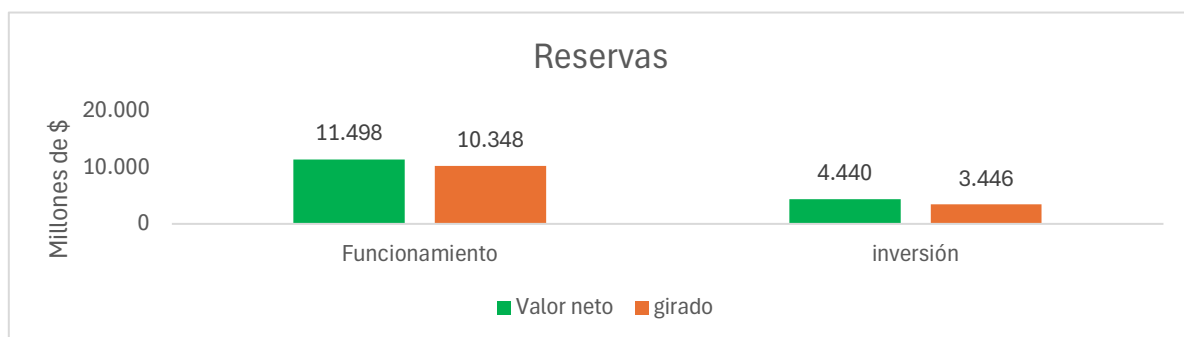 Reservas
Millones de $
20.000
10.000
0
11.498
10.348
4.440
3.446
Funcionamiento
inversión
Valor neto
girado